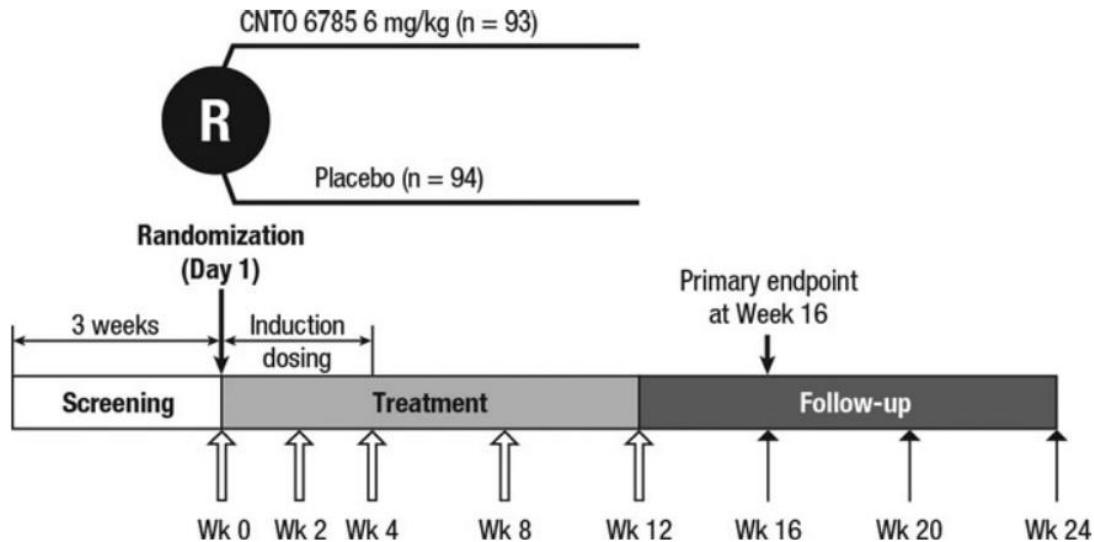 CNTO 6785 6 mg/kg (n = 93)
R
Placebo (n = 94)
Randomization
(Day 1)
Primary endpoint
at Week 16
3 weeks
Induction
dosing
Screening
Treatment
Follow-up
Wk 0 Wk 2 Wk 4 Wk 8 Wk 12 Wk 16 Wk 20 Wk 24